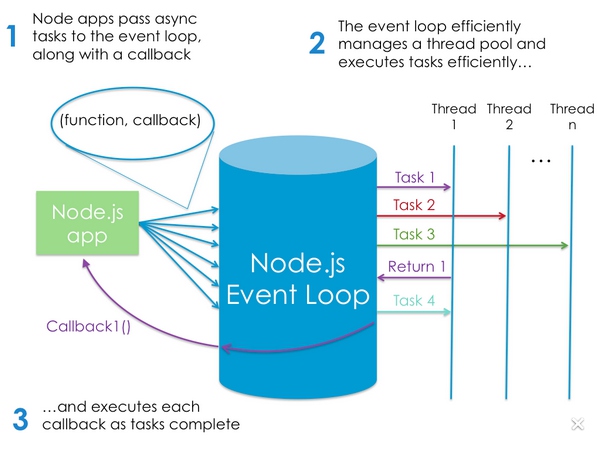 1
Node apps pass async
tasks to the event loop,
along with a callback
2
The event loop efficiently
manages a thread pool and
executes tasks efficiently…
(function, callback)
Thread
1
Thread
2
Thread
n
...
Node.js
app
Node.js
Event Loop
Task 1
Task 2
Task 3
Return 1
Task 4
Callback1()
3
…and executes each
callback as tasks complete